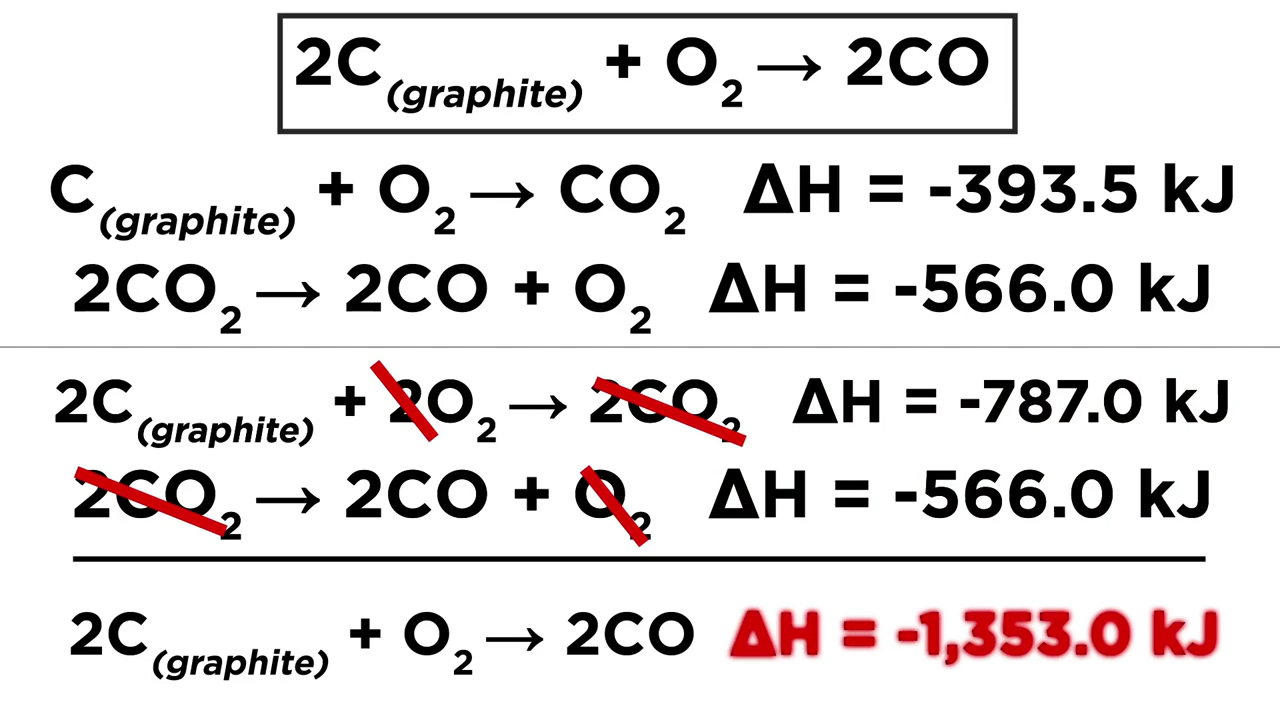 2C(graphite) + O2 → 2CO
C(graphite) + O2 → CO2 ΔH = -393.5 kJ
2CO2 → 2CO + O2 ΔH = -566.0 kJ
2C(graphite) + 2O2 → 2CO2 ΔH = -787.0 kJ
2CO2 → 2CO + O2 ΔH = -566.0 kJ
2C(graphite) + O2 → 2CO ΔH = -1,353.0 kJ